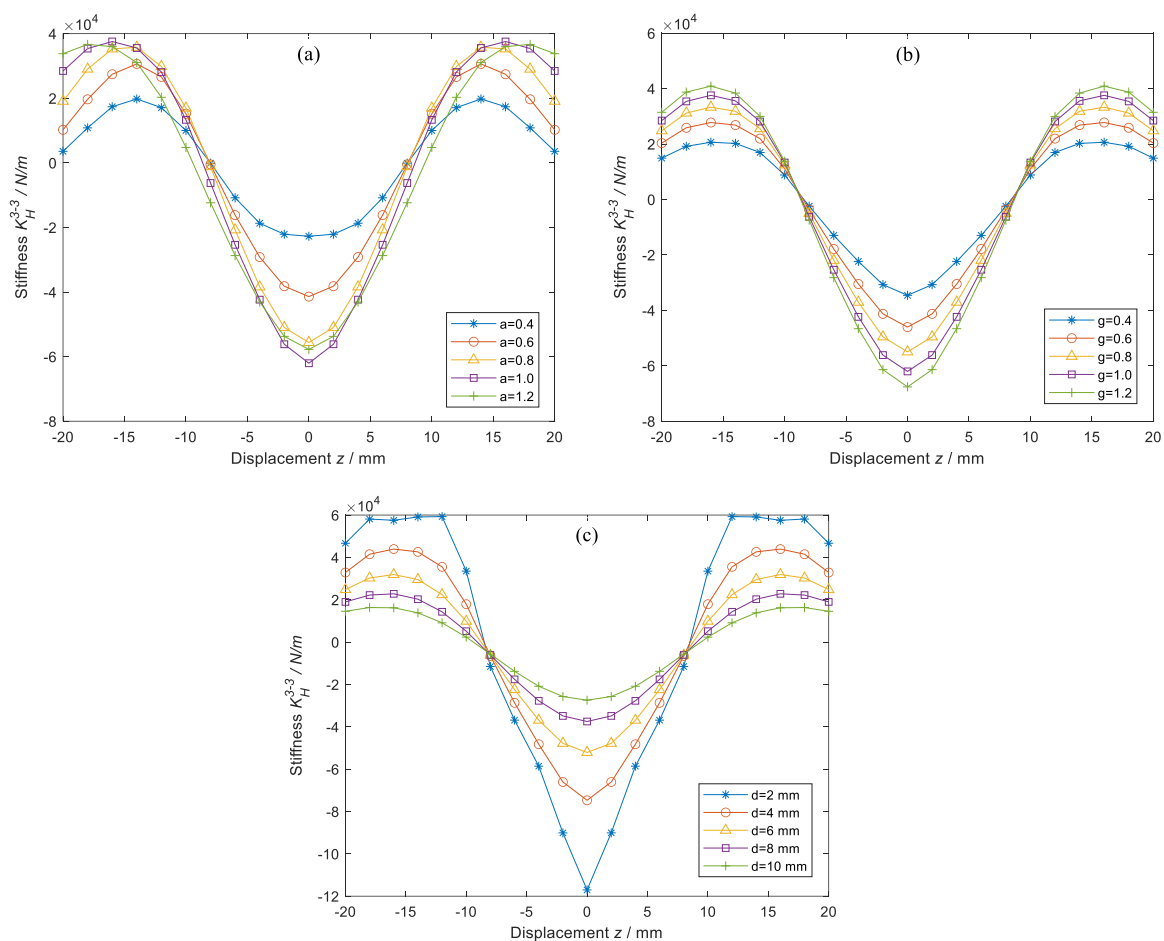 ×10⁴
(a)
4
2
0
-2
-4
-6
-8
Stiffness K_H^{3-3} / N/m
a=0.4
a=0.6
a=0.8
a=1.0
a=1.2
-20 -15 -10 -5 0 5 10 15 20
Displacement z / mm
×10⁴
(b)
6
4
2
0
-2
-4
-6
-8
Stiffness K_H^{3-3} / N/m
g=0.4
g=0.6
g=0.8
g=1.0
g=1.2
-20 -15 -10 -5 0 5 10 15 20
Displacement z / mm
×10⁴
(c)
6
4
2
0
-2
-4
-6
-8
-10
-12
Stiffness K_H^{3-3} / N/m
d=2 mm
d=4 mm
d=6 mm
d=8 mm
d=10 mm
-20 -15 -10 -5 0 5 10 15 20
Displacement z / mm